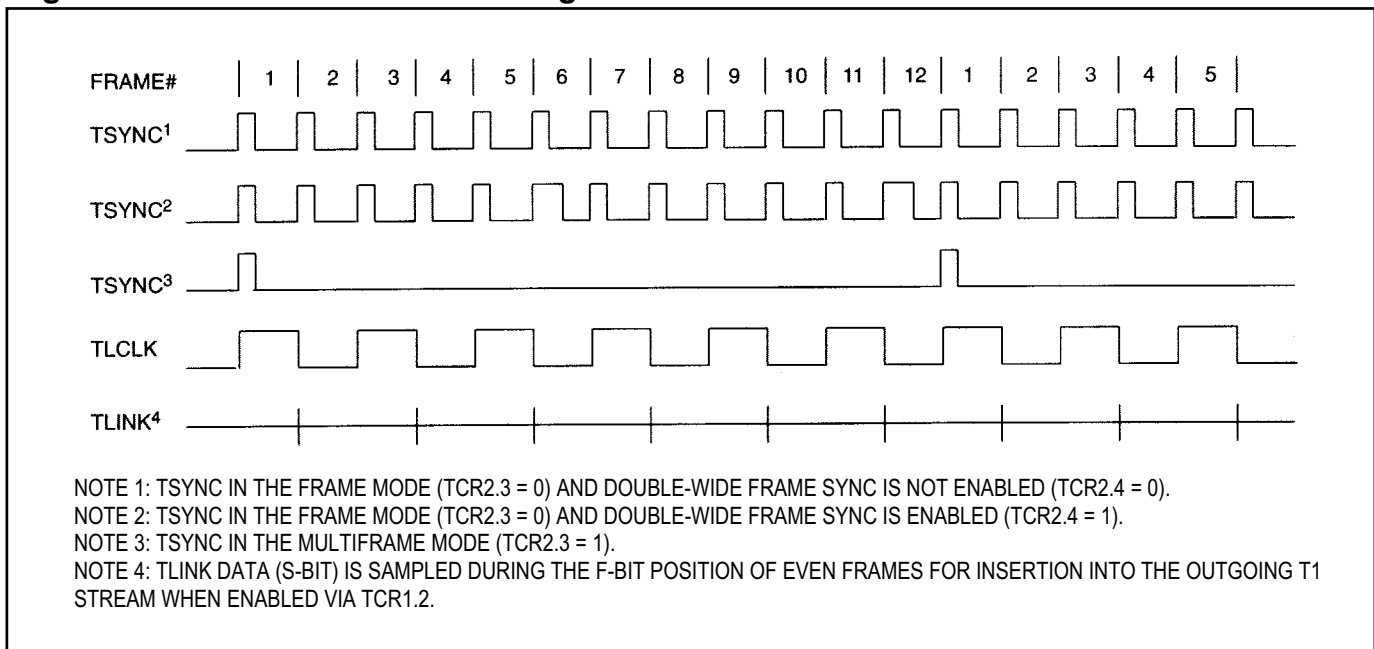 FRAME# 1 2 3 4 5 6 7 8 9 10 11 12 1 2 3 4 5
TSYNC¹
TSYNC²
TSYNC³
TLCLK
TLINK⁴
NOTE 1: TSYNC IN THE FRAME MODE (TCR2.3 = 0) AND DOUBLE-WIDE FRAME SYNC IS NOT ENABLED (TCR2.4 = 0).
NOTE 2: TSYNC IN THE FRAME MODE (TCR2.3 = 0) AND DOUBLE-WIDE FRAME SYNC IS ENABLED (TCR2.4 = 1).
NOTE 3: TSYNC IN THE MULTIFRAME MODE (TCR2.3 = 1).
NOTE 4: TLINK DATA (S-BIT) IS SAMPLED DURING THE F-BIT POSITION OF EVEN FRAMES FOR INSERTION INTO THE OUTGOING T1
STREAM WHEN ENABLED VIA TCR1.2.